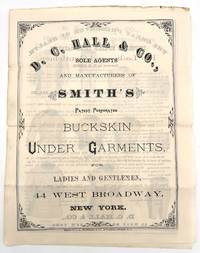 D. C. HALL & CO.,
SOLE AGENTS
AND MANUFACTURERS OF
SMITH'S
PATENT PERFORATED
BUCKSKIN
UNDER GARMENTS,
FOR
LADIES AND GENTLEMEN,
44 WEST BROADWAY,
NEW YORK.